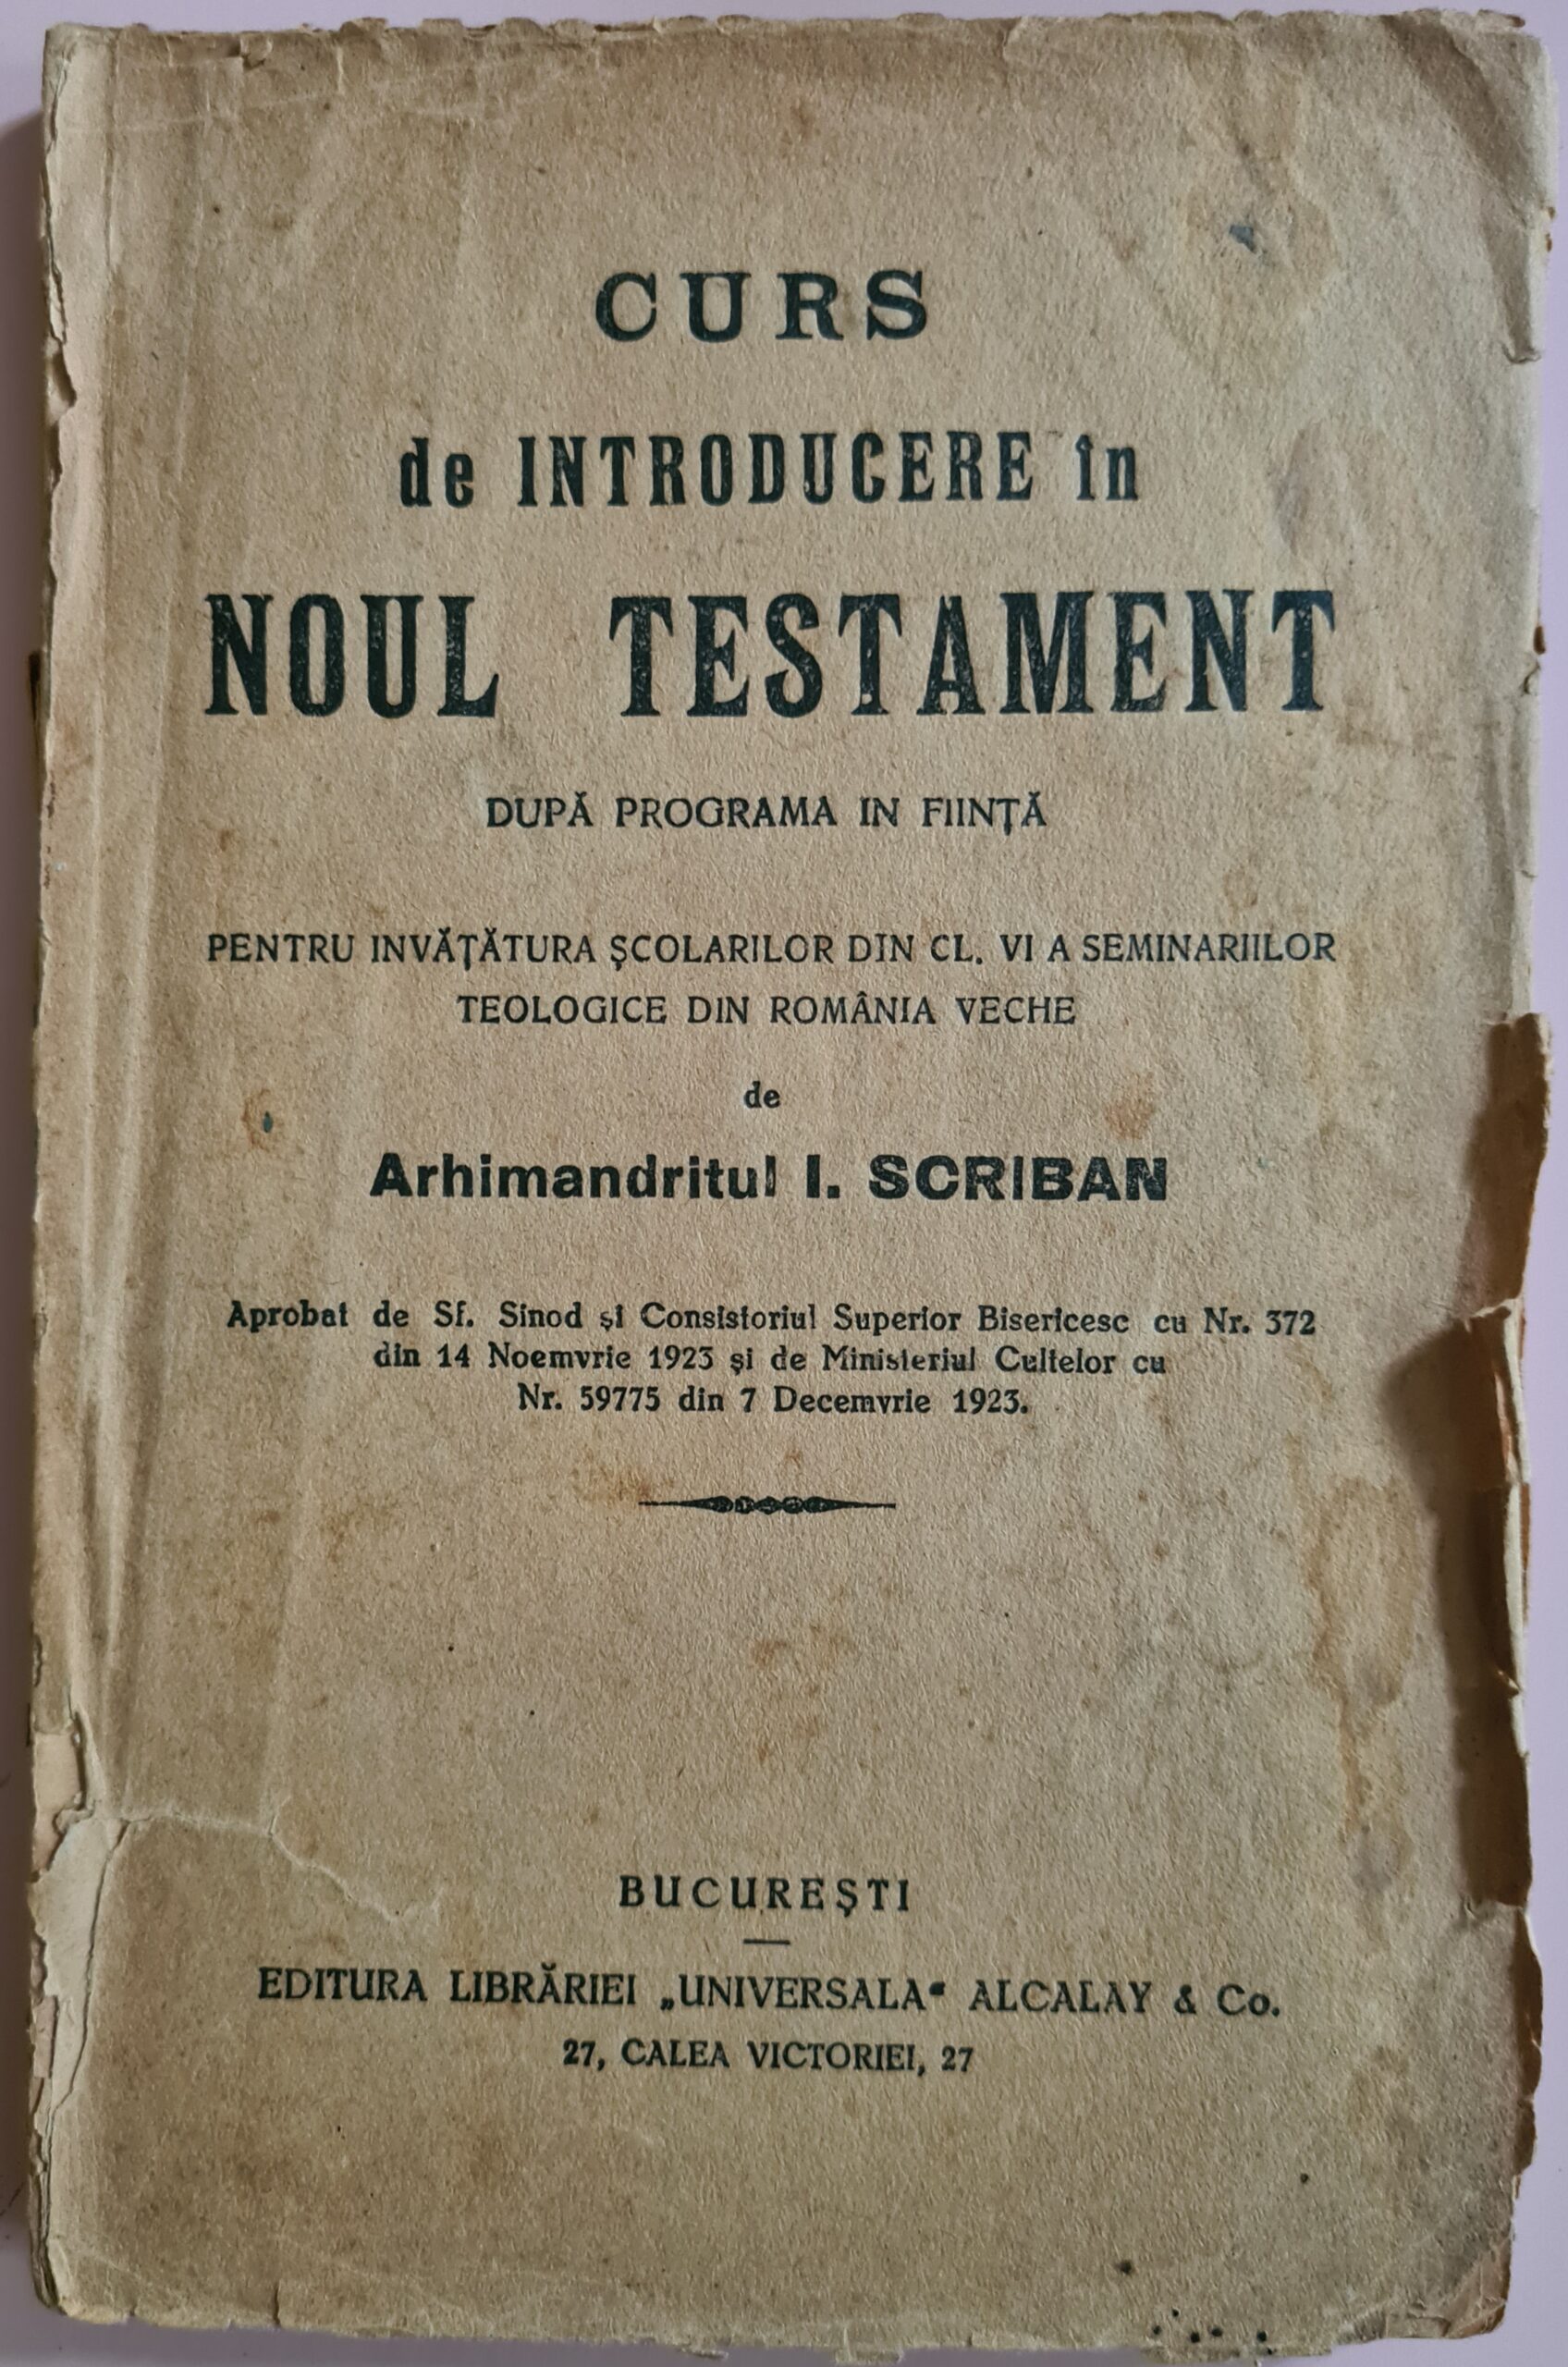 CURS
de INTRODUCERE în
NOUL TESTAMENT
DUPĂ PROGRAMA IN FIINȚĂ
PENTRU INVĂȚĂTURA ȘCOLARILOR DIN CL. VI A SEMINARIILOR
TEOLOGICE DIN ROMÂNIA VECHE
de
Arhimandritul I. SCRIBAN
Aprobat de Sf. Sinod și Consistoriul Superior Bisericesc cu Nr. 372
din 14 Noemvrie 1923 și de Ministeriul Cultelor cu
Nr. 59775 din 7 Decemvrie 1923.
BUCUREȘTI
EDITURA LIBRĂRIEI „UNIVERSALA“ ALCALAY & Co.
27, CALEA VICTORIEI, 27